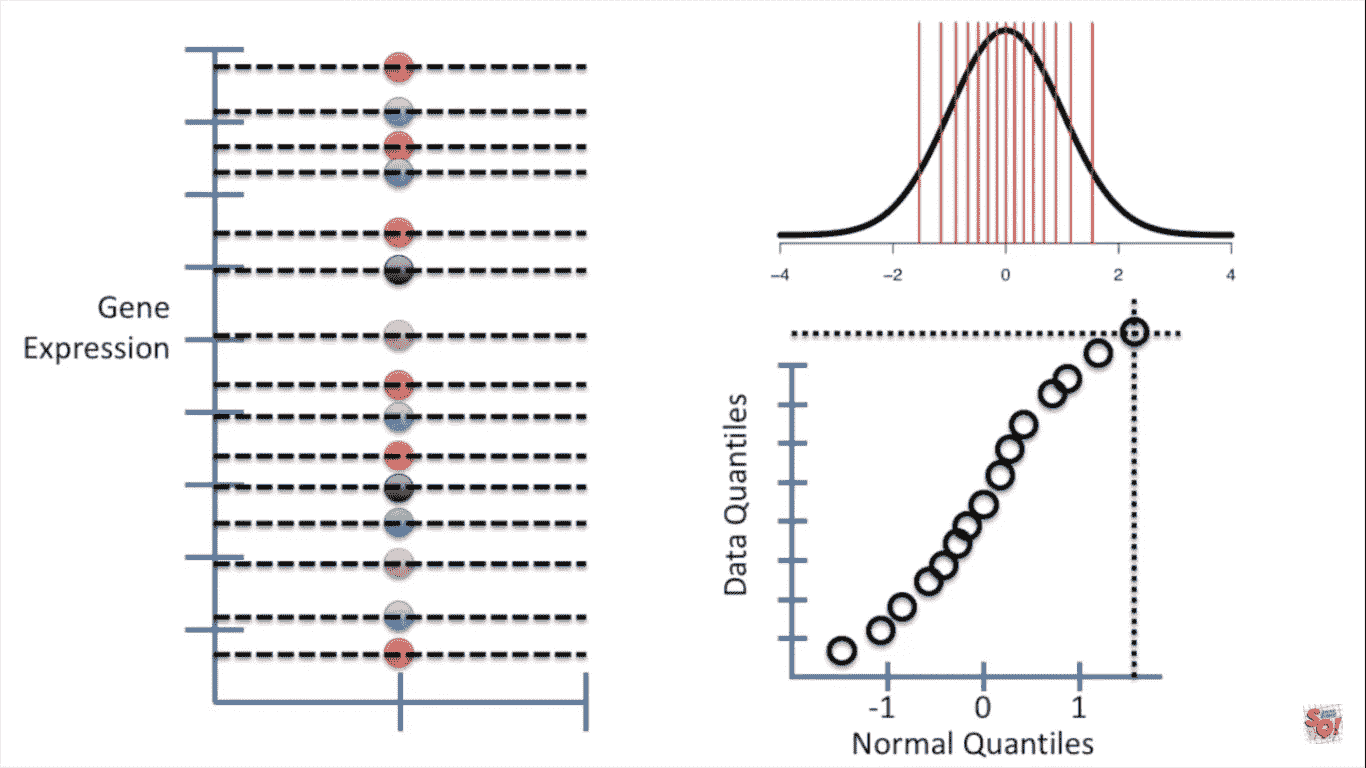 Gene
Expression
−4
−2
0
2
4
Data Quantiles
-1
0
1
Normal Quantiles